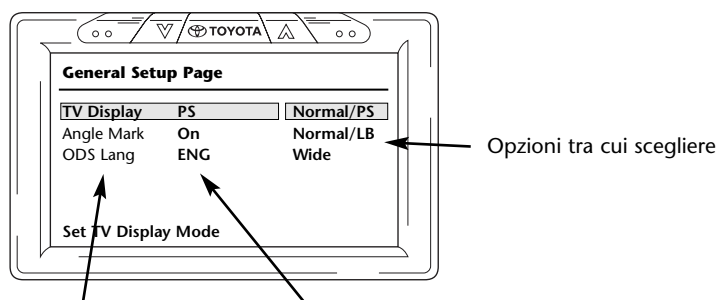 TOYOTA
General Setup Page
TV Display PS Normal/PS
Angle Mark On Normal/LB
ODS Lang ENG Wide
Opzioni tra cui scegliere
Set TV Display Mode